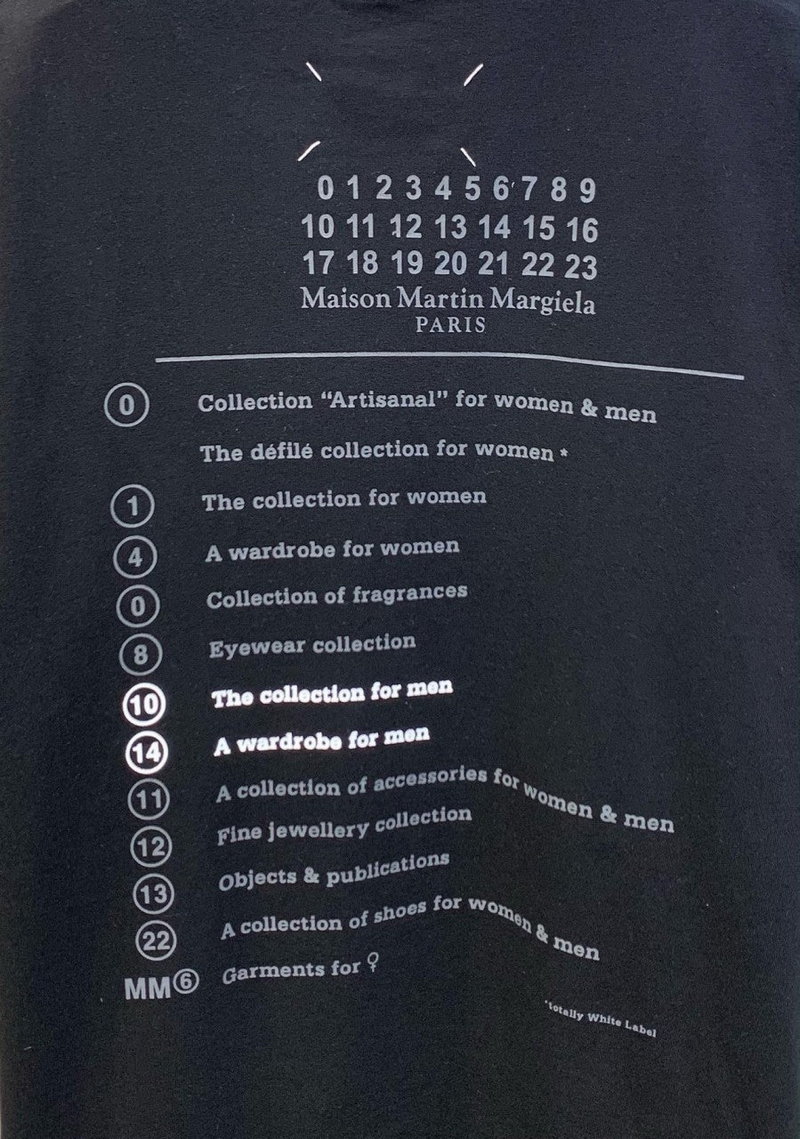 0 1 2 3 4 5 6 7 8 9
10 11 12 13 14 15 16
17 18 19 20 21 22 23
Maison Martin Margiela
PARIS
0 Collection “Artisanal” for women & men
The défilé collection for women *
1 The collection for women
4 A wardrobe for women
0 Collection of fragrances
8 Eyewear collection
10 The collection for men
14 A wardrobe for men
11 A collection of accessories for women & men
12 Fine jewellery collection
13 Objects & publications
22 A collection of shoes for women & men
MM6 Garments for ♀
*Totally White Label